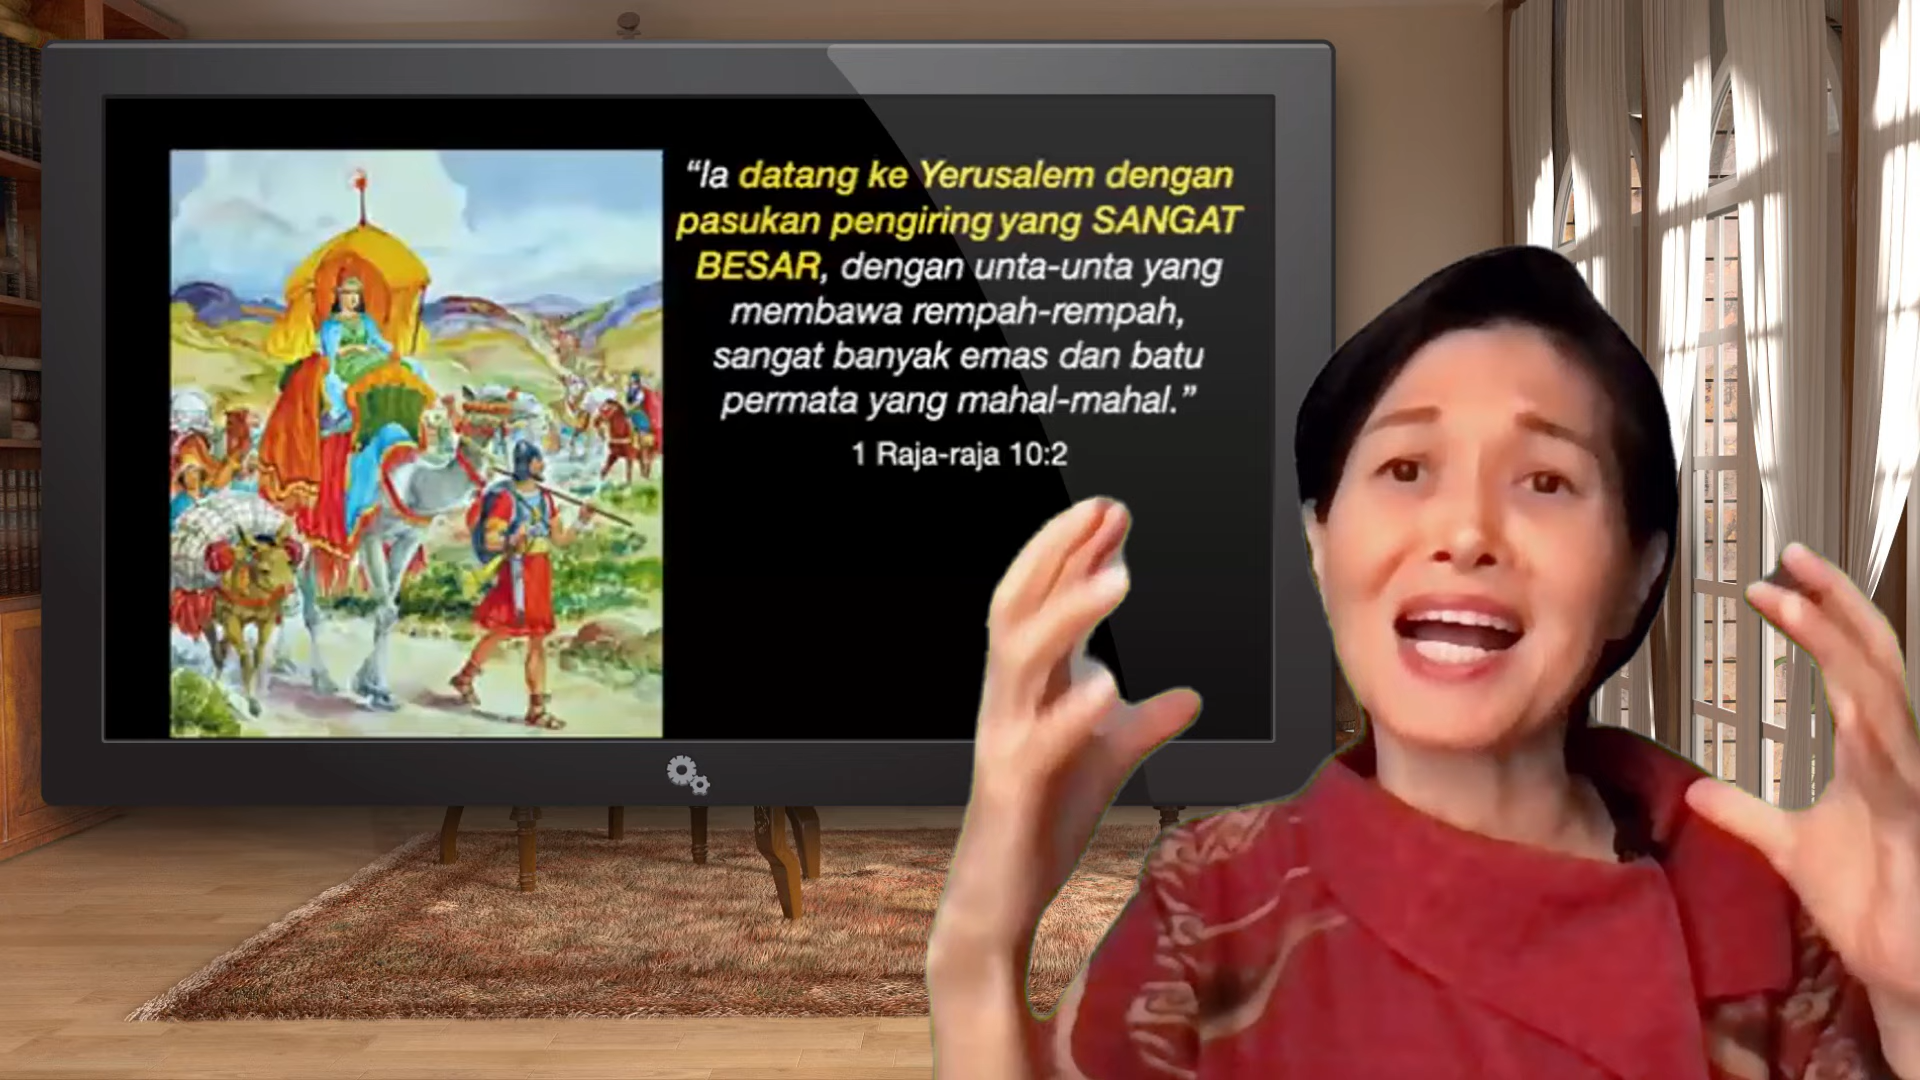 “Ia datang ke Yerusalem dengan
pasukan pengiring yang SANGAT
BESAR, dengan unta-unta yang
membawa rempah-rempah,
sangat banyak emas dan batu
permata yang mahal-mahal.”
1 Raja-raja 10:2